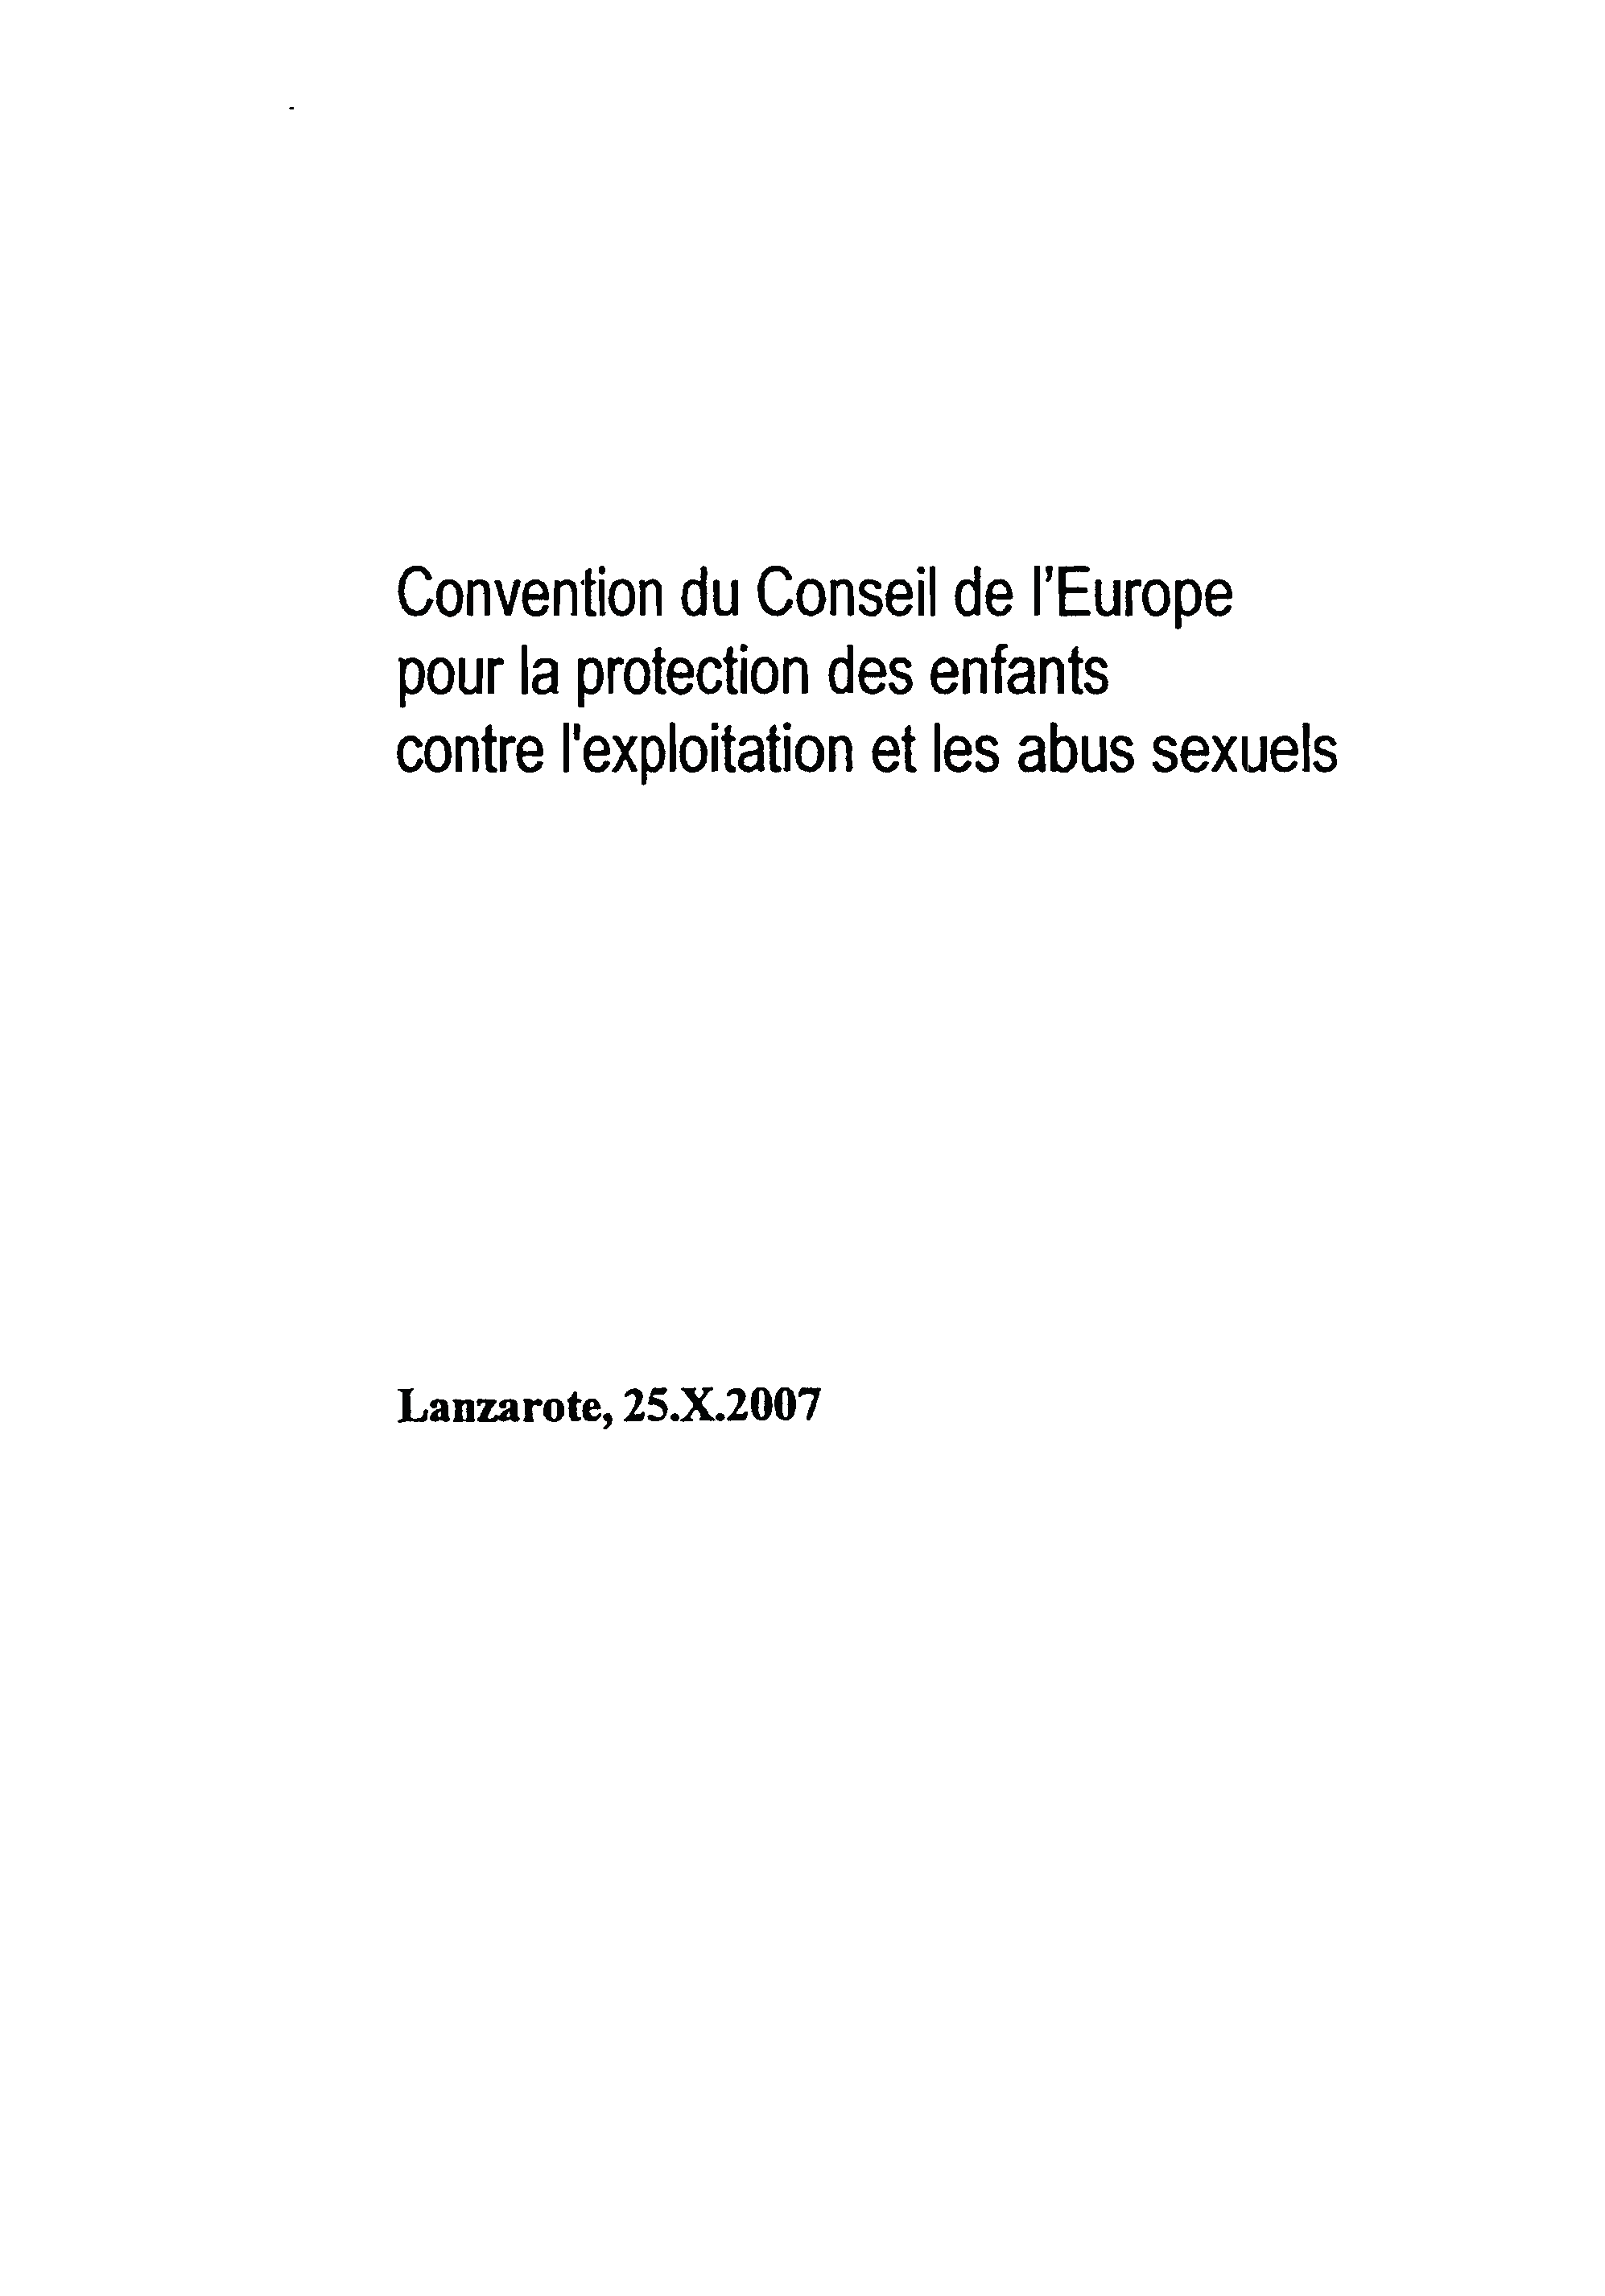 Convention du Conseil de l’Europe
pour la protection des enfants
contre l'exploitation et les abus sexuels
Lanzarote, 25.X.2007